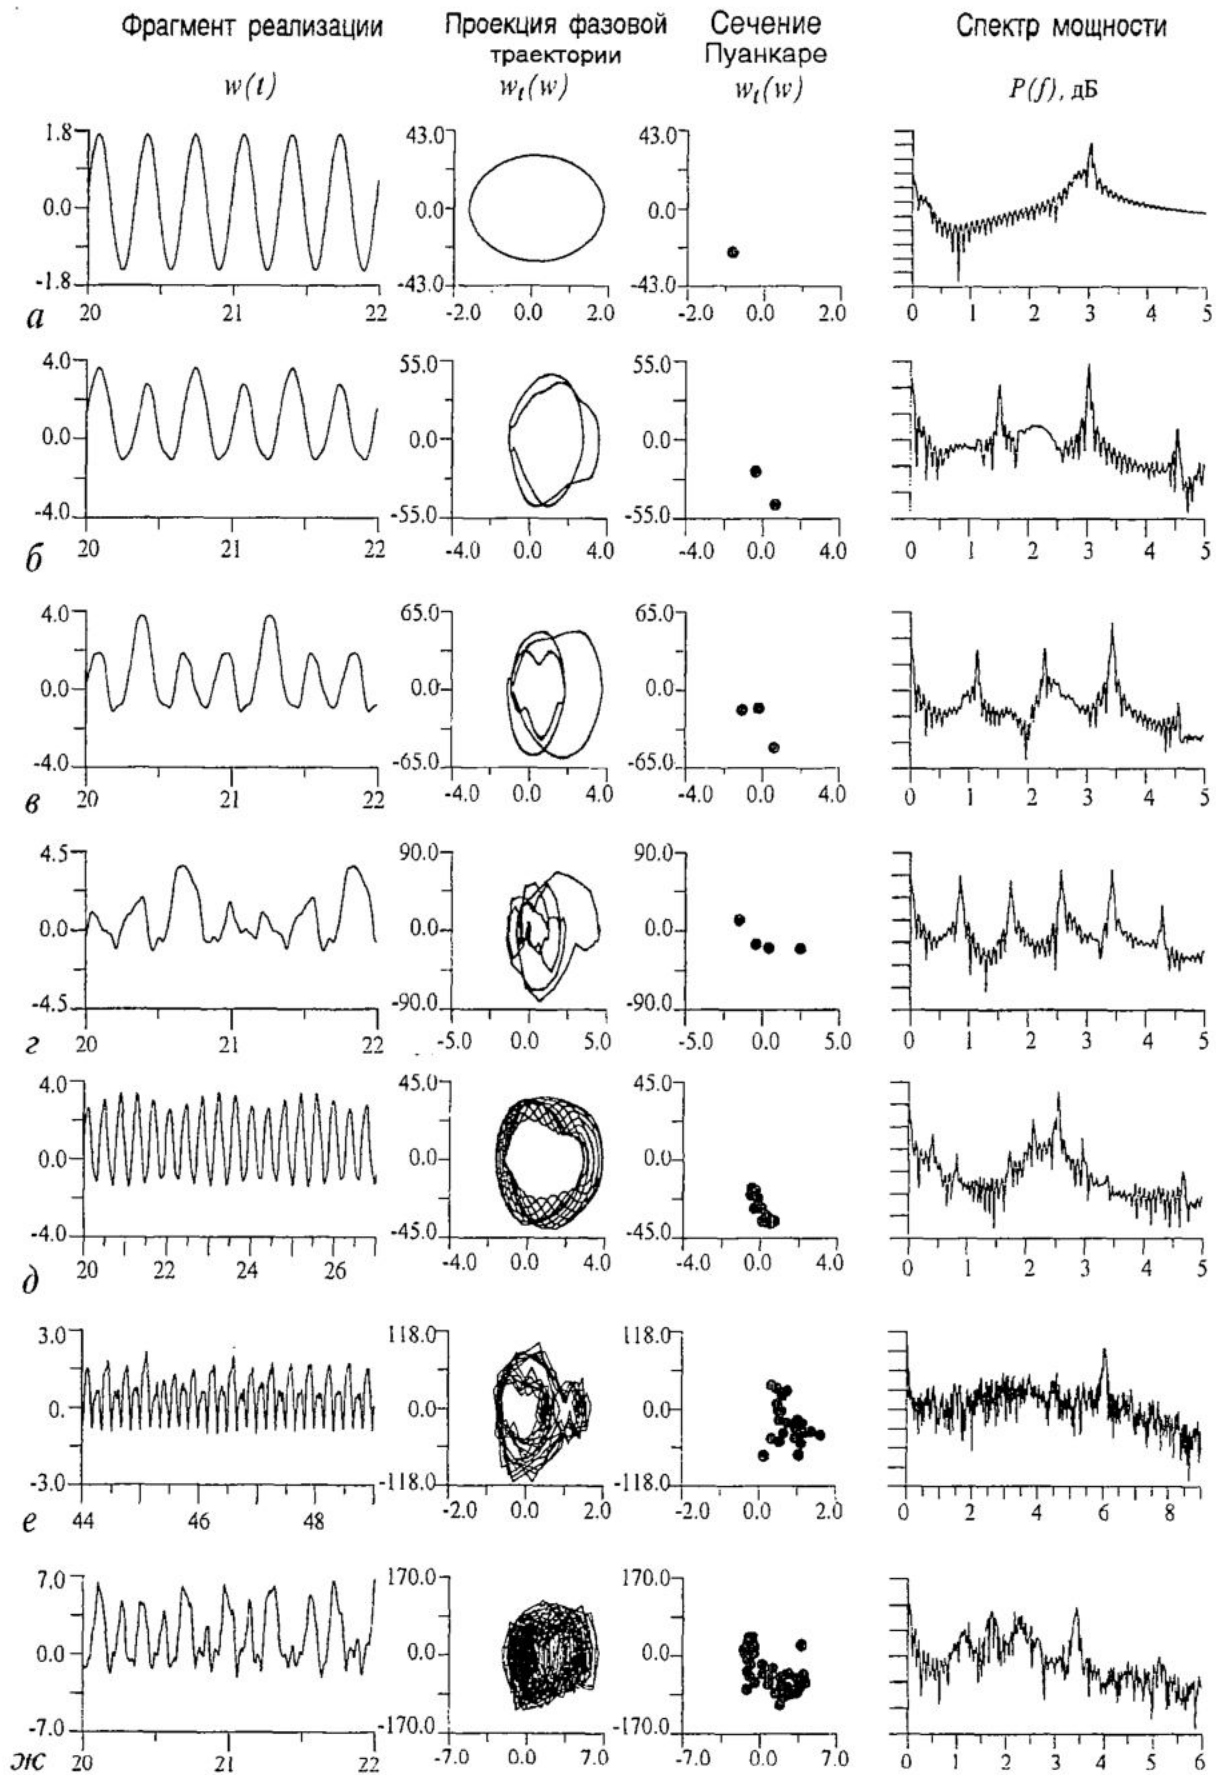 Фрагмент реализации
Проекция фазовой
траектории
Сечение
Пуанкаре
Спектр мощности
w(t)
w_t(w)
w_t(w)
P(f), дБ
1.8 0.0 -1.8
20 21 22
43.0 0.0 -43.0
-2.0 0.0 2.0
43.0 0.0 -43.0
-2.0 0.0 2.0
0 1 2 3 4 5
а
4.0 0.0 -4.0
20 21 22
55.0 0.0 -55.0
-4.0 0.0 4.0
55.0 0.0 -55.0
-4.0 0.0 4.0
0 1 2 3 4 5
б
4.0 0.0 -4.0
20 21 22
65.0 0.0 -65.0
-4.0 0.0 4.0
65.0 0.0 -65.0
-4.0 0.0 4.0
0 1 2 3 4 5
в
4.5 0.0 -4.5
20 21 22
90.0 0.0 -90.0
-5.0 0.0 5.0
90.0 0.0 -90.0
-5.0 0.0 5.0
0 1 2 3 4 5
г
4.0 0.0 -4.0
20 22 24 26
45.0 0.0 -45.0
-4.0 0.0 4.0
45.0 0.0 -45.0
-4.0 0.0 4.0
0 1 2 3 4 5
д
3.0 0. -3.0
44 46 48
118.0 0.0 -118.0
-2.0 0.0 2.0
118.0 0.0 -118.0
-2.0 0.0 2.0
0 2 4 6 8
е
7.0 0.0 -7.0
20 21 22
170.0 0.0 -170.0
-7.0 0.0 7.0
170.0 0.0 -170.0
-7.0 0.0 7.0
0 1 2 3 4 5 6
ж